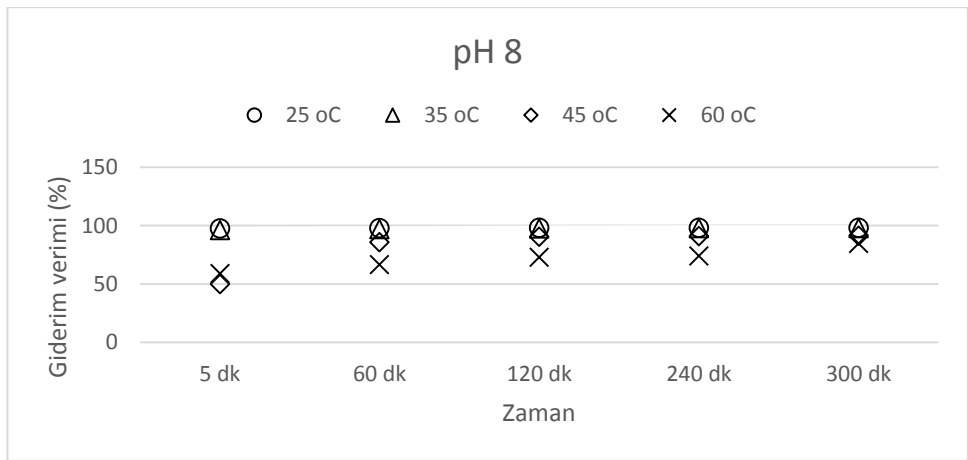 pH 8
25 oC 35 oC 45 oC 60 oC
Giderim verimi (%)
150
100
50
0
5 dk 60 dk 120 dk 240 dk 300 dk
Zaman